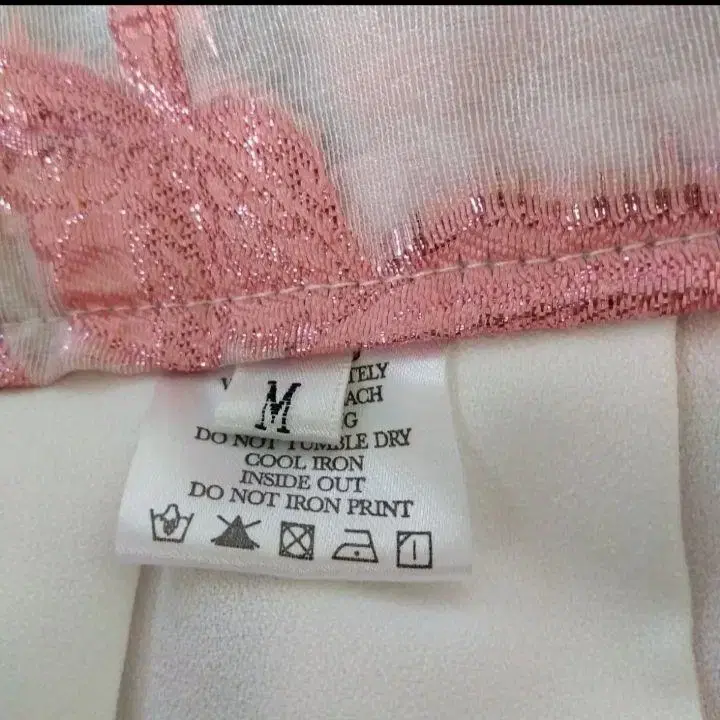 M
DO NOT TUMBLE DRY
COOL IRON
INSIDE OUT
DO NOT IRON PRINT